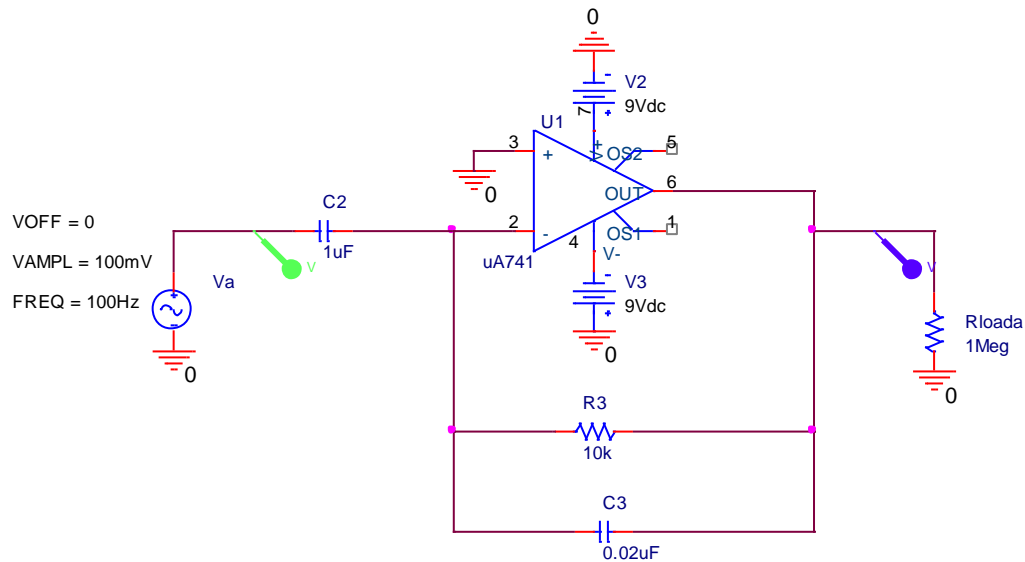 0
V2
9Vdc
7
U1
3
+
V+
OS2
5
OUT
6
0
2
-
4
OS1
1
V-
uA741
C2
1uF
VOFF = 0
VAMPL = 100mV
FREQ = 100Hz
Va
V
V
V3
9Vdc
0
0
Rloada
1Meg
0
R3
10k
C3
0.02uF